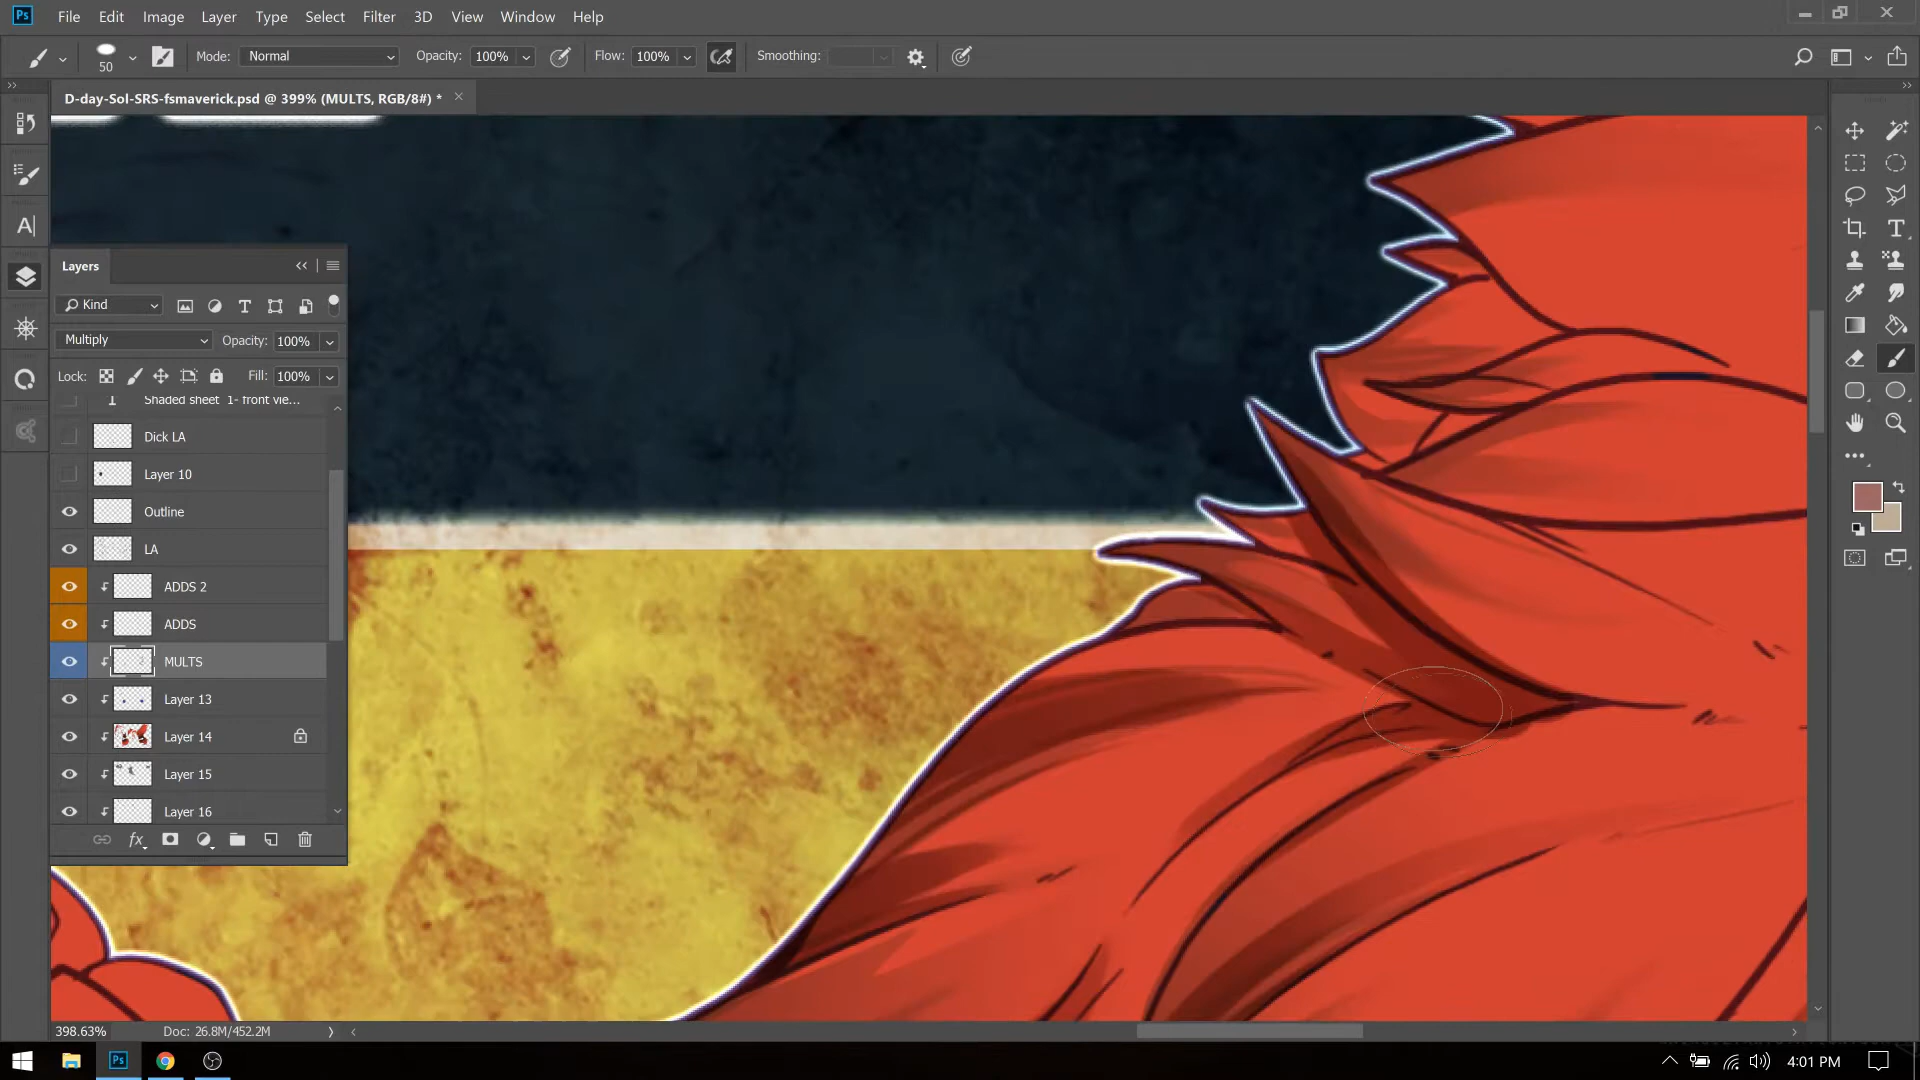 Ps File Edit Image Layer Type Select Filter 3D View Window Help
50 Mode: Normal Opacity: 100% Flow: 100% Smoothing:
D-day-Sol-SRS-fsmaverick.psd @ 399% (MULTS, RGB/8#) *
Layers
Kind
Multiply Opacity: 100%
Lock: Fill: 100%
Shaded sheet 1- front vie...
Dick LA
Layer 10
Outline
LA
ADDS 2
ADDS
MULTS
Layer 13
Layer 14
Layer 15
Layer 16
fx
398.63% Doc: 26.8M/452.2M
Ps 4:01 PM